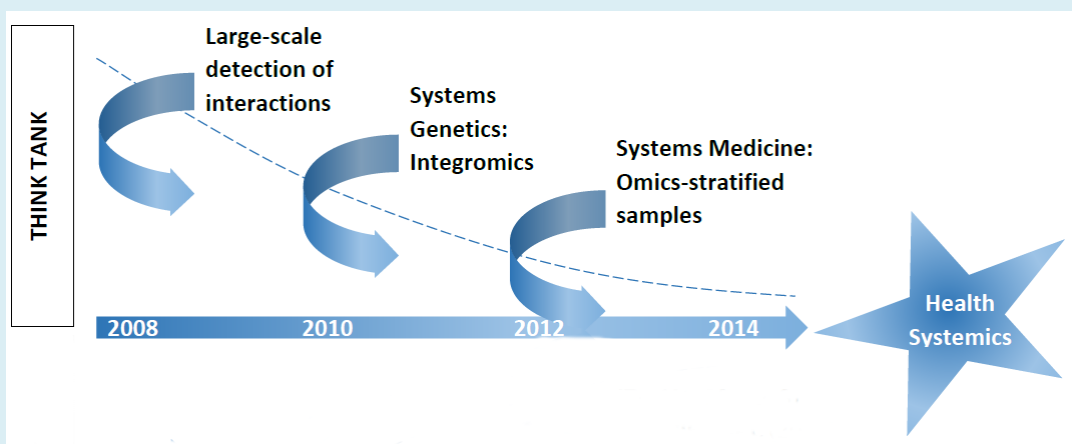 THINK TANK
Large-scale
detection of
interactions
Systems
Genetics:
Integromics
Systems Medicine:
Omics-stratified
samples
2008
2010
2012
2014
Health
Systemics